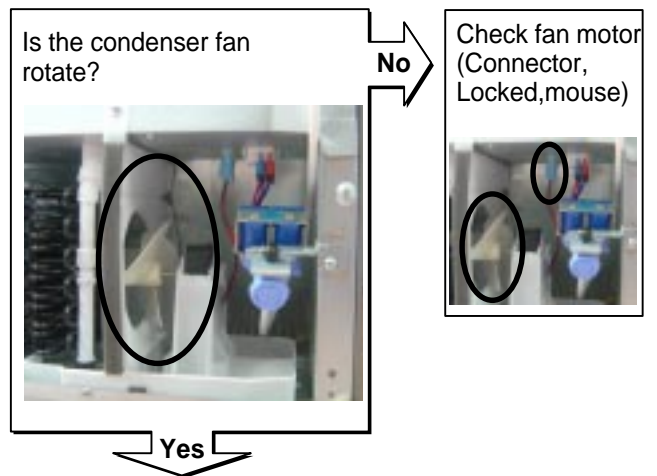 Is the condenser fan
rotate?
No
Check fan motor
(Connector,
Locked,mouse)
Yes